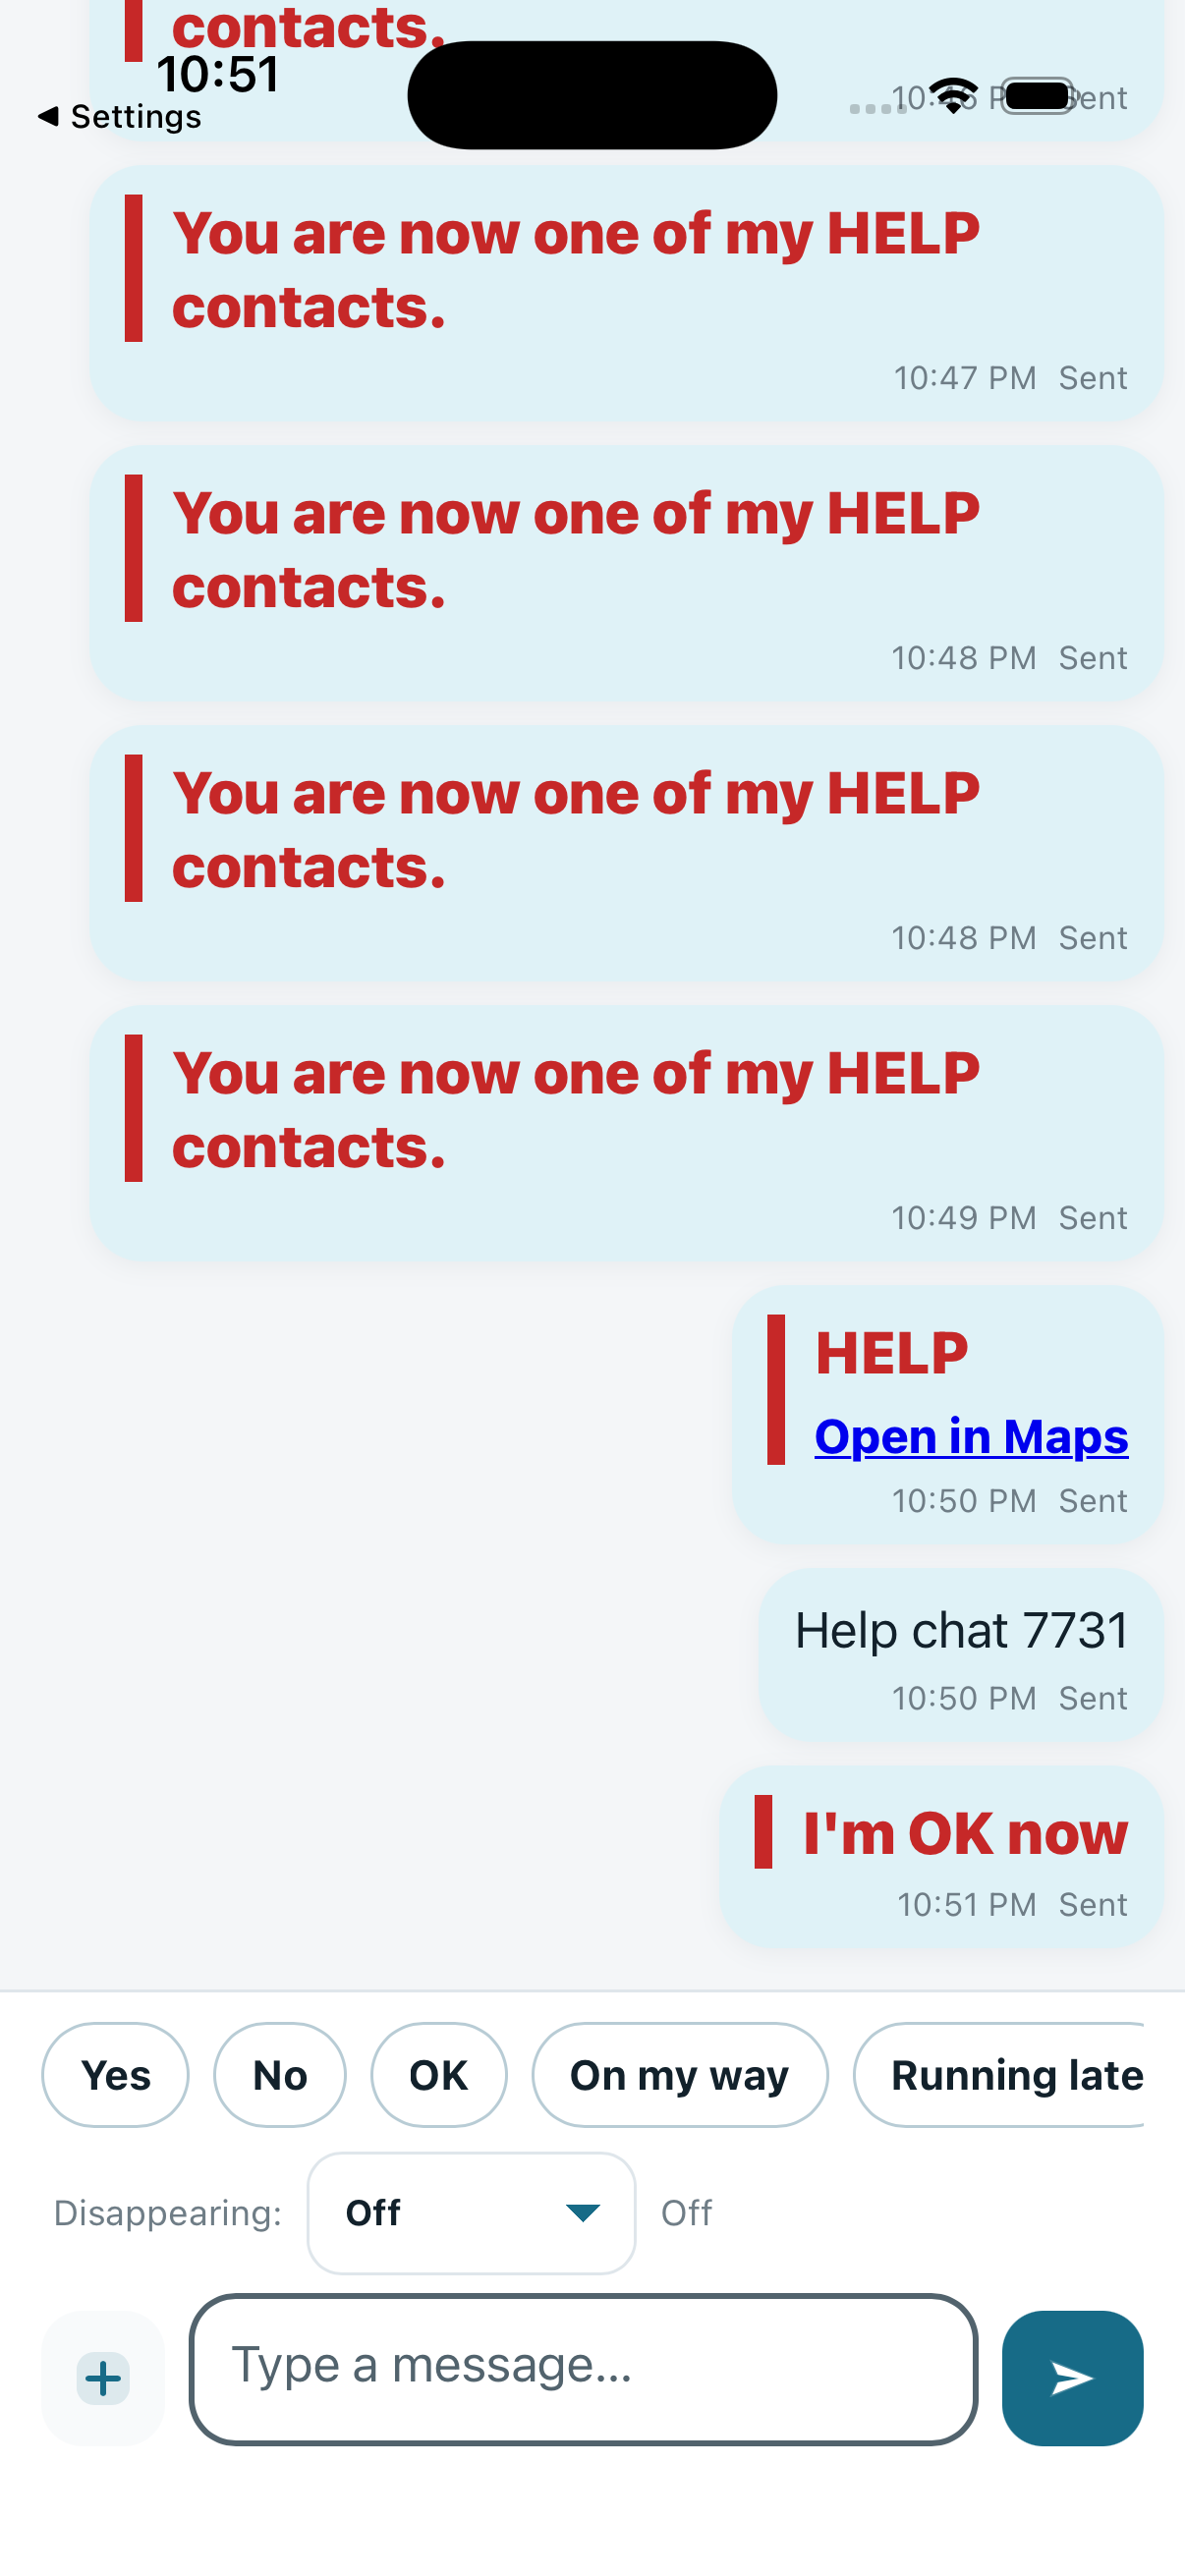 contacts.
10:51
Settings
10:46 PM Sent
You are now one of my HELP
contacts.
10:47 PM Sent
You are now one of my HELP
contacts.
10:48 PM Sent
You are now one of my HELP
contacts.
10:48 PM Sent
You are now one of my HELP
contacts.
10:49 PM Sent
HELP
Open in Maps
10:50 PM Sent
Help chat 7731
10:50 PM Sent
I'm OK now
10:51 PM Sent
Yes No OK On my way Running late
Disappearing: Off Off
Type a message...